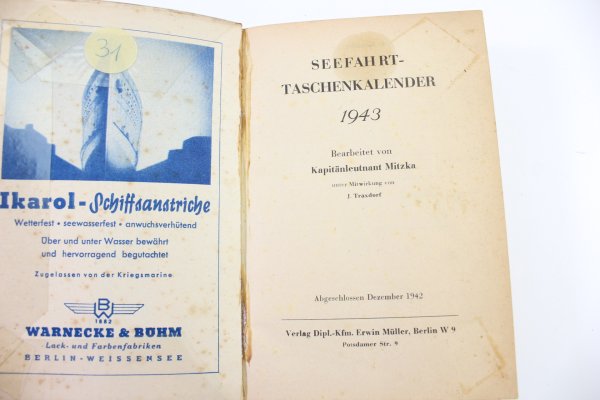 31
Ikarol-Schiffsanstriche
Wetterfest • seewasserfest • anwuchsverhütend
Über und unter Wasser bewährt
und hervorragend begutachtet
Zugelassen von der Kriegsmarine
WB
1882
WARNECKE & BÖHM
Lack- und Farbenfabriken
BERLIN-WEISSENSEE
SEEFAHRT-
TASCHENKALENDER
1943
Bearbeitet von
Kapitänleutnant Mitzka
unter Mitwirkung von
J. Traxdorf
Abgeschlossen Dezember 1942
Verlag Dipl.-Kfm. Erwin Müller, Berlin W 9
Potsdamer Str. 9